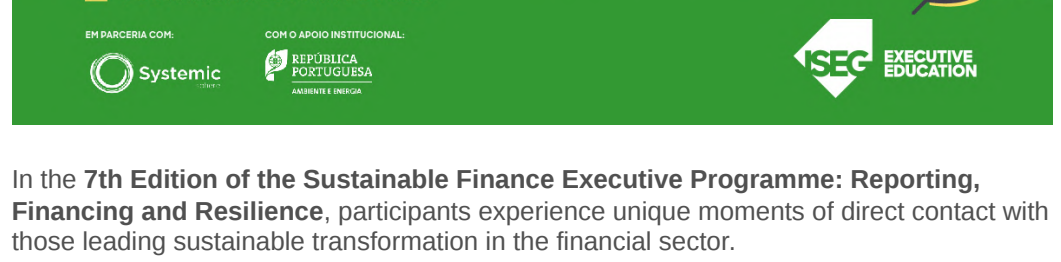 EM PARCERIA COM:
COM O APOIO INSTITUCIONAL:
Systemic
REPÚBLICA
PORTUGUESA
AMBIENTE E ENERGIA
ISEG
EXECUTIVE
EDUCATION
In the 7th Edition of the Sustainable Finance Executive Programme: Reporting,
Financing and Resilience, participants experience unique moments of direct contact with
those leading sustainable transformation in the financial sector.